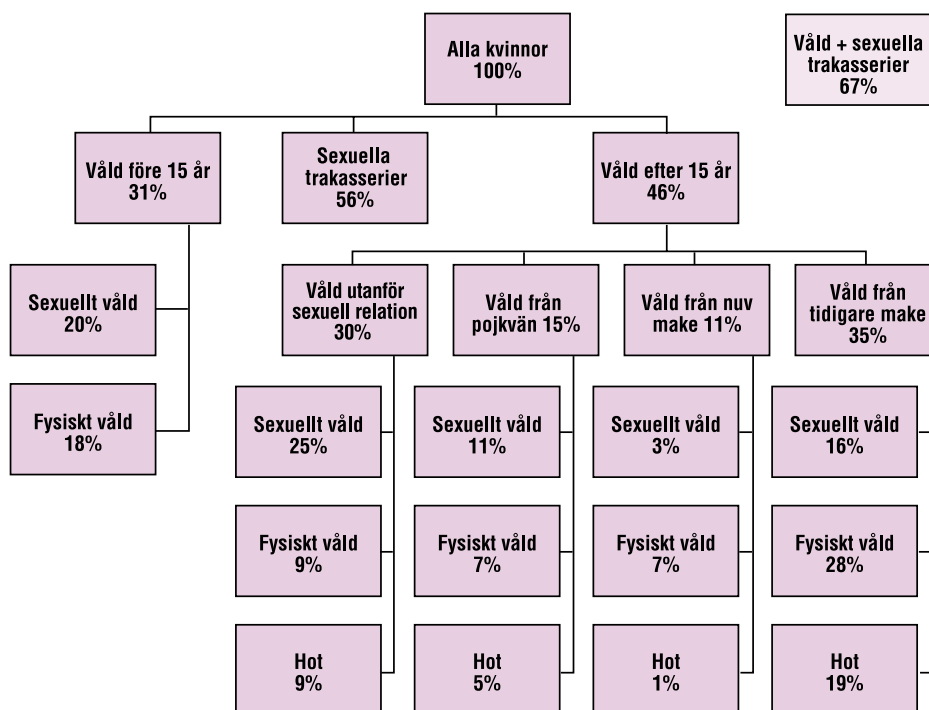 Alla kvinnor
100%
Våld + sexuella
trakasserier
67%
Våld före 15 år
31%
Sexuella
trakasserier
56%
Våld efter 15 år
46%
Sexuellt våld
20%
Fysiskt våld
18%
Våld utanför
sexuell relation
30%
Våld från
pojkvän 15%
Våld från nuv
make 11%
Våld från
tidigare make
35%
Sexuellt våld
25%
Sexuellt våld
11%
Sexuellt våld
3%
Sexuellt våld
16%
Fysiskt våld
9%
Fysiskt våld
7%
Fysiskt våld
7%
Fysiskt våld
28%
Hot
9%
Hot
5%
Hot
1%
Hot
19%